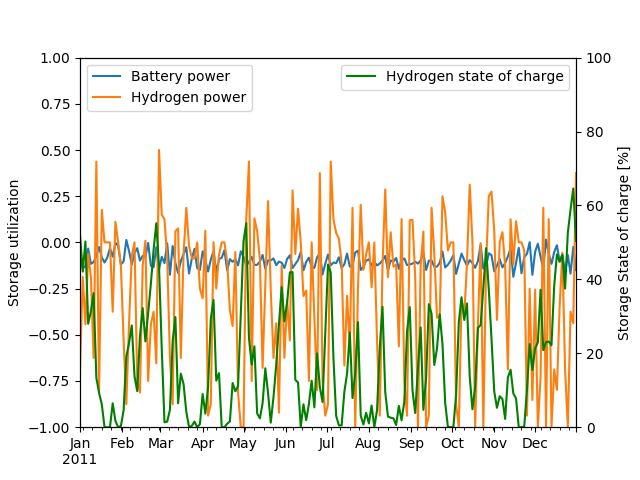 1.00
0.75
0.50
0.25
0.00
−0.25
−0.50
−0.75
−1.00
Storage utilization
Battery power
Hydrogen power
Hydrogen state of charge
100
80
60
40
20
0
Storage State of charge [%]
Jan Feb Mar Apr May Jun Jul Aug Sep Oct Nov Dec
2011